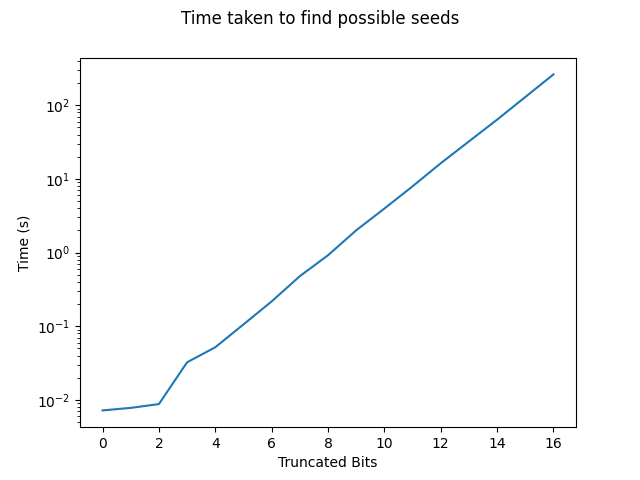 Time taken to find possible seeds
10²
10¹
10⁰
10⁻¹
10⁻²
Time (s)
0 2 4 6 8 10 12 14 16
Truncated Bits